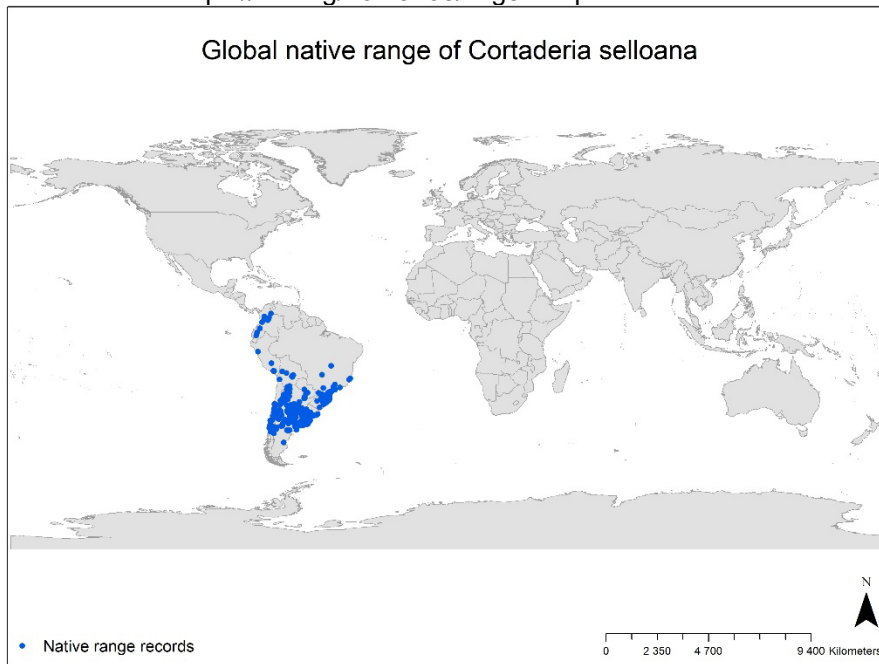 Global native range of Cortaderia selloana
N
Native range records
0 2 350 4 700 9 400 Kilometers